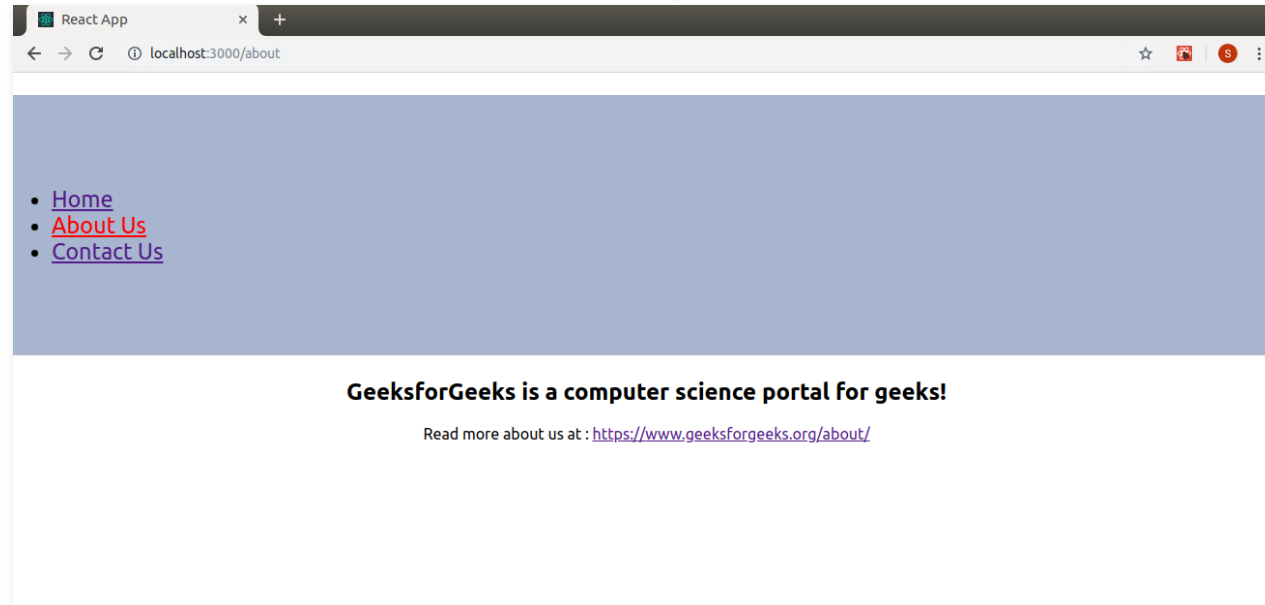 React App
localhost:3000/about
S
Home
About Us
Contact Us
GeeksforGeeks is a computer science portal for geeks!
Read more about us at : https://www.geeksforgeeks.org/about/